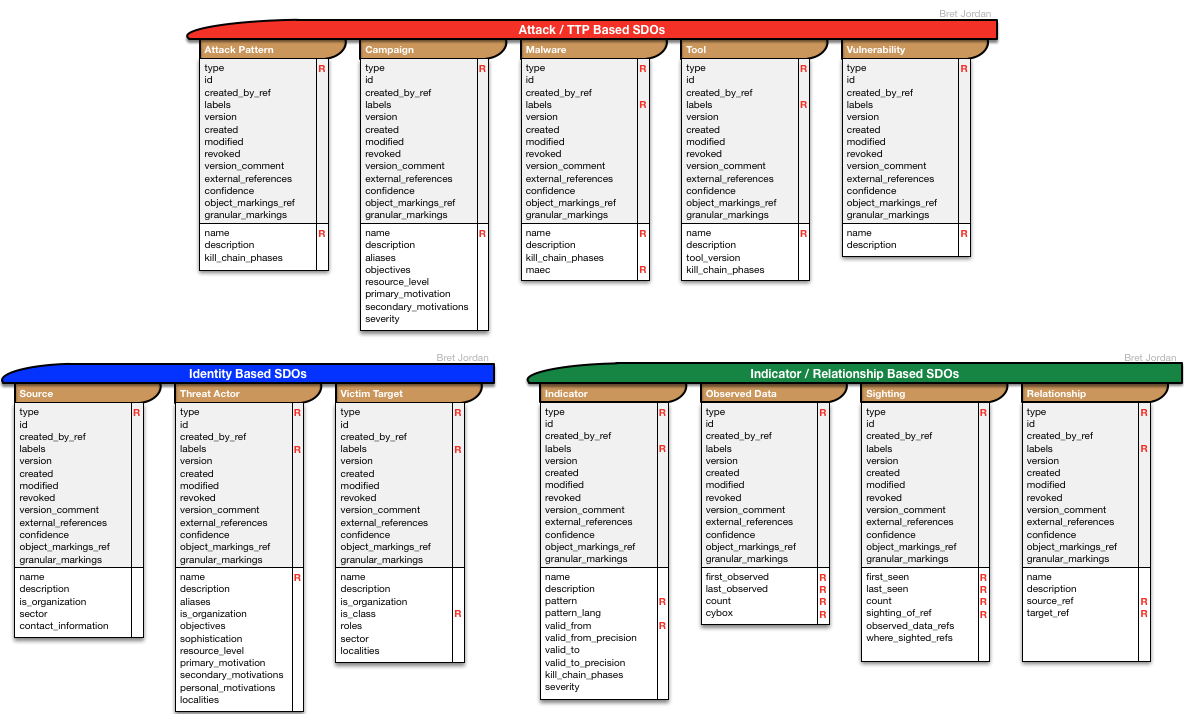 Bret Jordan
Attack / TTP Based SDOs
Attack Pattern
type R
id
created_by_ref
labels
version
created
modified
revoked
version_comment
external_references
confidence
object_markings_ref
granular_markings
name R
description
kill_chain_phases
Campaign
type R
id
created_by_ref
labels
version
created
modified
revoked
version_comment
external_references
confidence
object_markings_ref
granular_markings
name R
description
aliases
objectives
resource_level
primary_motivation
secondary_motivations
severity
Malware
type R
id
created_by_ref
labels R
version
created
modified
revoked
version_comment
external_references
confidence
object_markings_ref
granular_markings
name R
description
kill_chain_phases
maec R
Tool
type R
id
created_by_ref
labels R
version
created
modified
revoked
version_comment
external_references
confidence
object_markings_ref
granular_markings
name R
description
tool_version
kill_chain_phases
Vulnerability
type R
id
created_by_ref
labels
version
created
modified
revoked
version_comment
external_references
confidence
object_markings_ref
granular_markings
name R
description
Bret Jordan
Identity Based SDOs
Source
type R
id
created_by_ref
labels
version
created
modified
revoked
version_comment
external_references
confidence
object_markings_ref
granular_markings
name
description
is_organization
sector
contact_information
Threat Actor
type R
id
created_by_ref
labels R
version
created
modified
revoked
version_comment
external_references
confidence
object_markings_ref
granular_markings
name R
description
aliases
is_organization
objectives
sophistication
resource_level
primary_motivation
secondary_motivations
personal_motivations
localities
Victim Target
type R
id
created_by_ref
labels R
version
created
modified
revoked
version_comment
external_references
confidence
object_markings_ref
granular_markings
name
description
is_organization
is_class R
roles
sector
localities
Bret Jordan
Indicator / Relationship Based SDOs
Indicator
type R
id
created_by_ref
labels R
version
created
modified
revoked
version_comment
external_references
confidence
object_markings_ref
granular_markings
name
description
pattern R
pattern_lang
valid_from R
valid_from_precision
valid_to
valid_to_precision
kill_chain_phases
severity
Observed Data
type R
id
created_by_ref
labels
version
created
modified
revoked
version_comment
external_references
confidence
object_markings_ref
granular_markings
first_observed R
last_observed R
count R
cybox R
Sighting
type R
id
created_by_ref
labels
version
created
modified
revoked
version_comment
external_references
confidence
object_markings_ref
granular_markings
first_seen R
last_seen R
count R
sighting_of_ref R
observed_data_refs
where_sighted_refs
Relationship
type R
id
created_by_ref
labels R
version
created
modified
revoked
version_comment
external_references
confidence
object_markings_ref
granular_markings
name
description
source_ref R
target_ref R